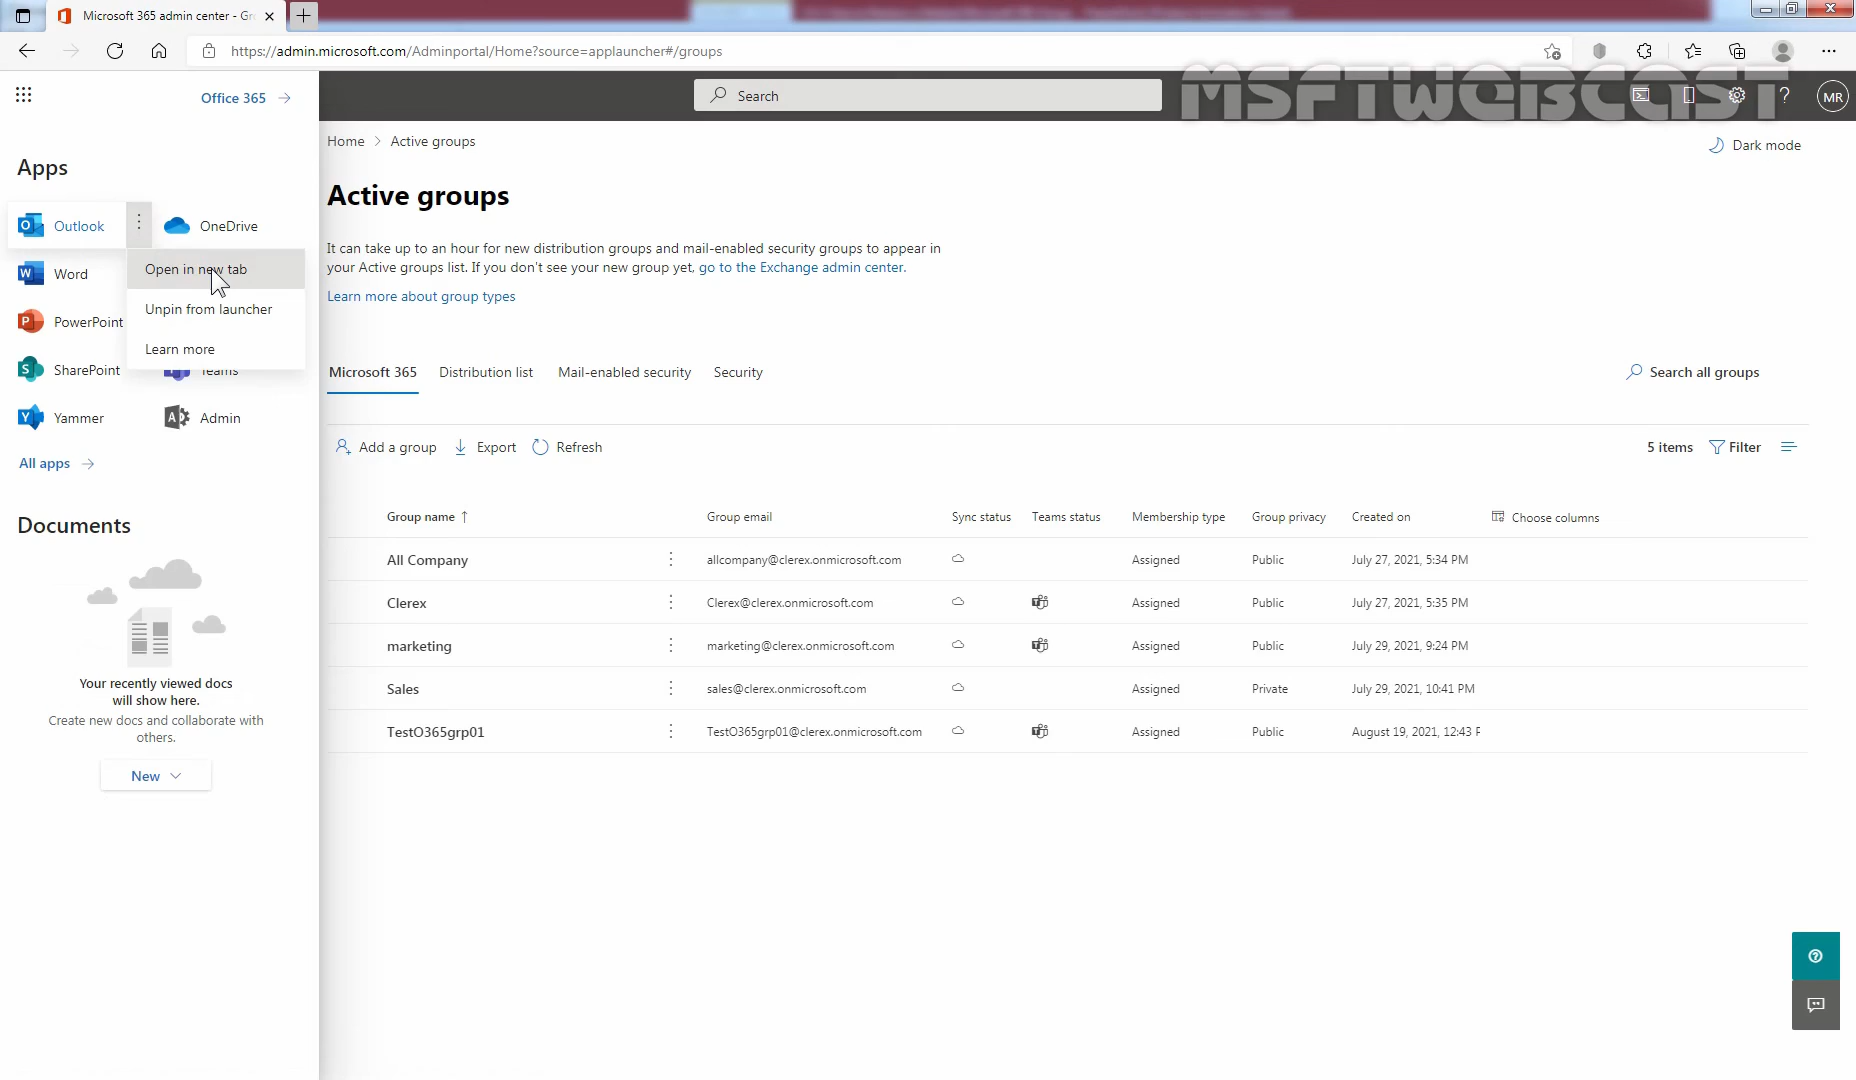 Microsoft 365 admin center - Gr
https://admin.microsoft.com/Adminportal/Home?source=applauncher#/groups
Office 365
Search
MSFTWEBCAST
MR
Home > Active groups
Dark mode
Apps
Active groups
Outlook
OneDrive
It can take up to an hour for new distribution groups and mail-enabled security groups to appear in
your Active groups list. If you don't see your new group yet, go to the Exchange admin center.
Learn more about group types
Word
Open in new tab
Unpin from launcher
Learn more
PowerPoint
SharePoint
Teams
Yammer
Admin
All apps
Microsoft 365 Distribution list Mail-enabled security Security
Search all groups
Add a group Export Refresh
5 items Filter
Group name ↑ Group email Sync status Teams status Membership type Group privacy Created on Choose columns
All Company allcompany@clerex.onmicrosoft.com Assigned Public July 27, 2021, 5:34 PM
Clerex Clerex@clerex.onmicrosoft.com Assigned Public July 27, 2021, 5:35 PM
marketing marketing@clerex.onmicrosoft.com Assigned Public July 29, 2021, 9:24 PM
Sales sales@clerex.onmicrosoft.com Assigned Private July 29, 2021, 10:41 PM
TestO365grp01 TestO365grp01@clerex.onmicrosoft.com Assigned Public August 19, 2021, 12:43 P
Documents
Your recently viewed docs
will show here.
Create new docs and collaborate with
others.
New